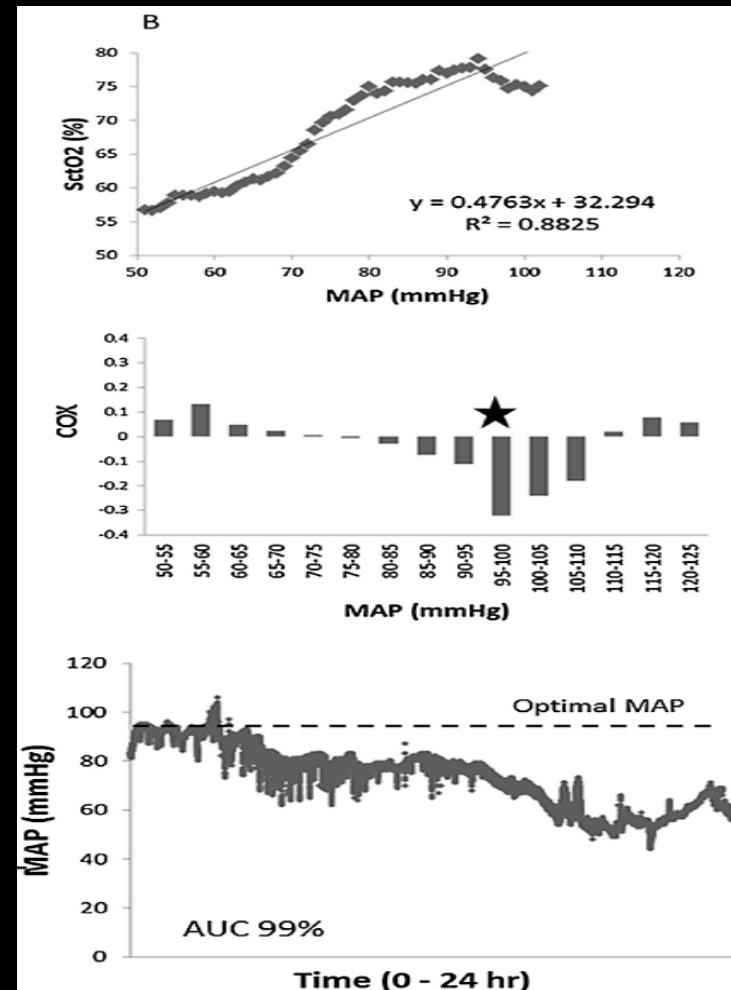 B
80
75
70
65
60
55
50
SctO2 (%)
50 60 70 80 90 100 110 120
MAP (mmHg)
y = 0.4763x + 32.294
R² = 0.8825
0.4
0.3
0.2
0.1
0
-0.1
-0.2
-0.3
-0.4
COX
50-55 55-60 60-65 65-70 70-75 75-80 80-85 85-90 90-95 95-100 100-105 105-110 110-115 115-120 120-125
MAP (mmHg)
120
100
80
60
40
20
0
MAP (mmHg)
Optimal MAP
AUC 99%
Time (0 - 24 hr)